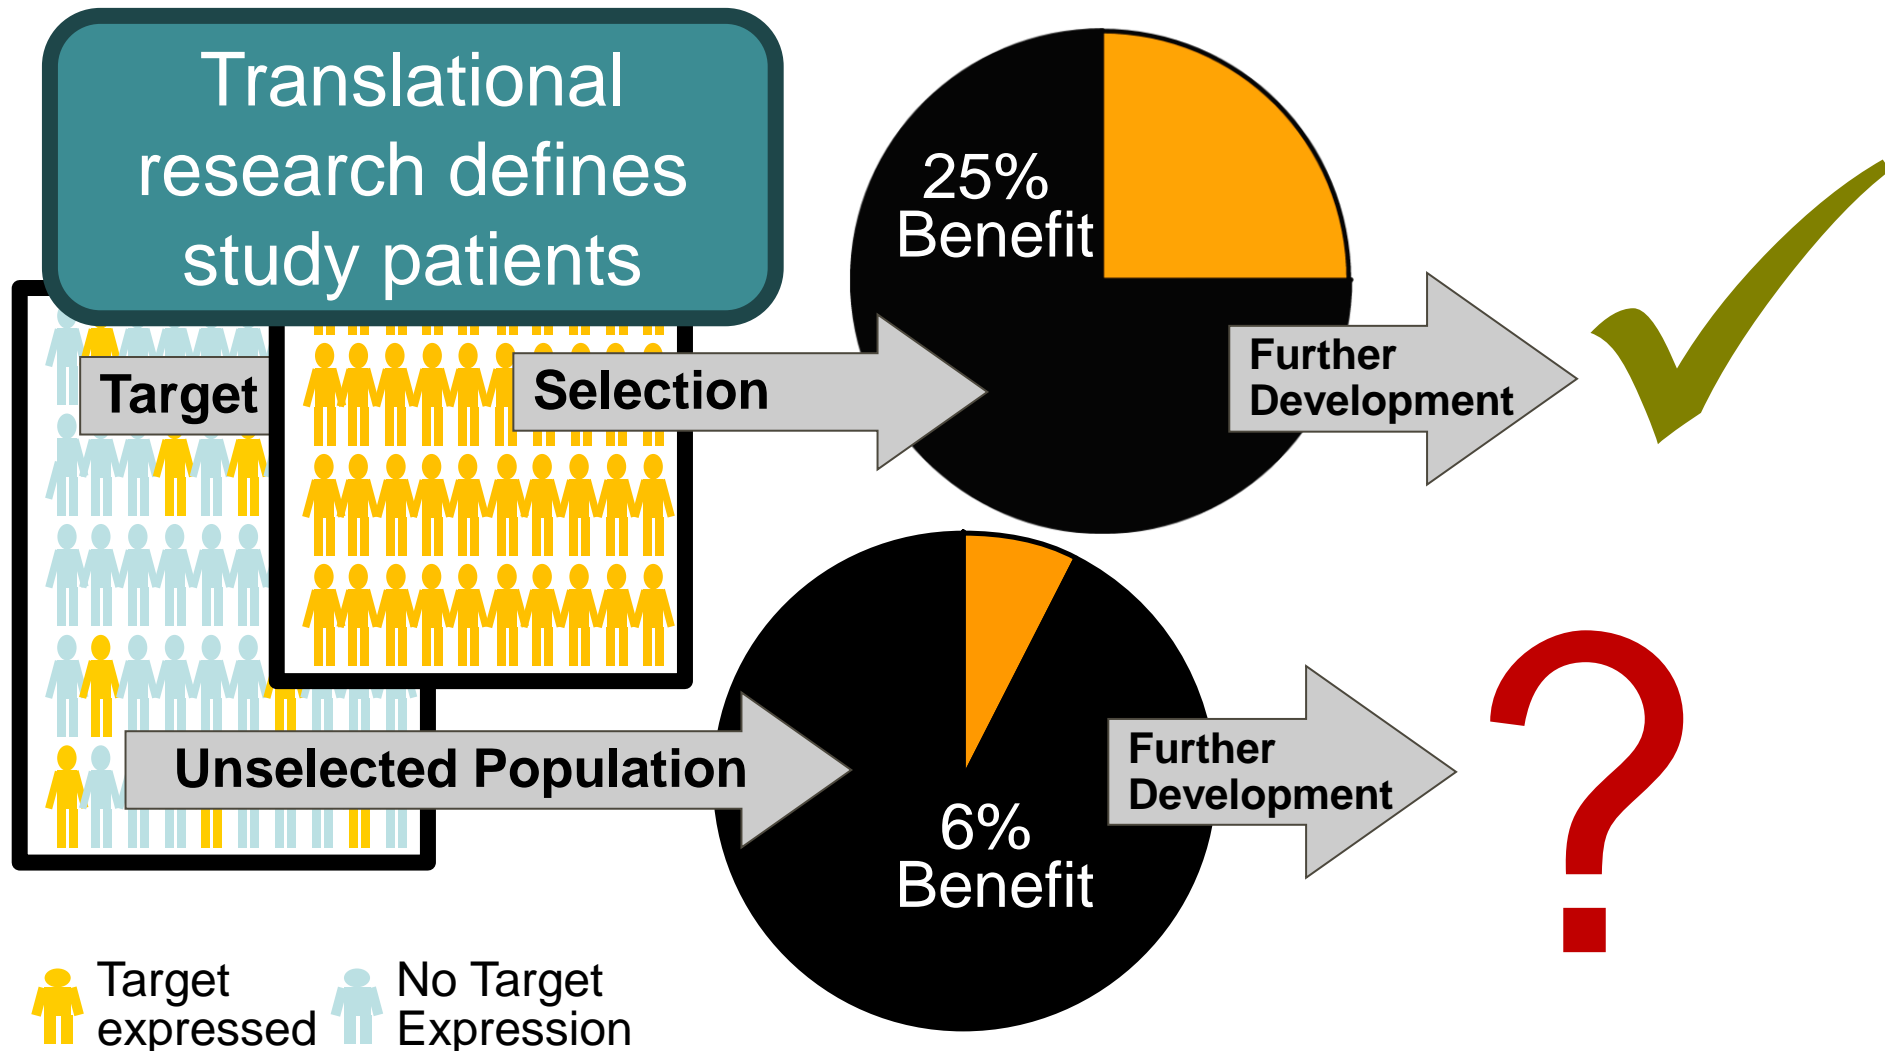 Translational
research defines
study patients
25%
Benefit
Target
Selection
Further
Development
Unselected Population
6%
Benefit
Further
Development
Target
expressed
No Target
Expression